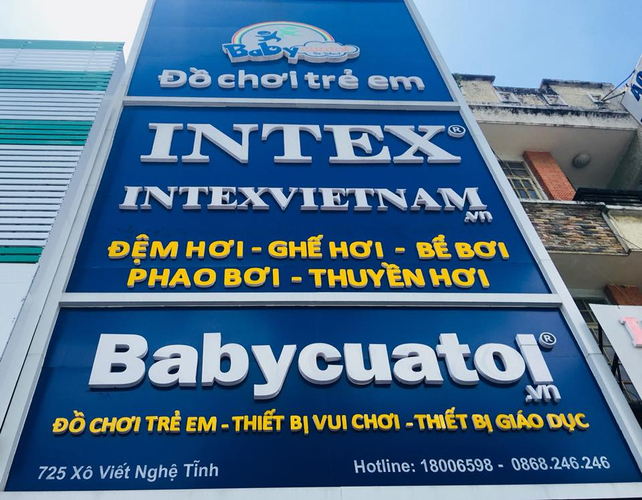 Baby
Đồ chơi trẻ em
INTEX®
INTEXVIETNAM
.vn
ĐỆM HƠI - GHẾ HƠI - BỂ BƠI
PHAO BƠI - THUYỀN HƠI
Babycuatoi®
.vn
ĐỒ CHƠI TRẺ EM - THIẾT BỊ VUI CHƠI - THIẾT BỊ GIÁO DỤC
725 Xô Viết Nghệ Tĩnh
Hotline: 18006598 - 0868.246.246